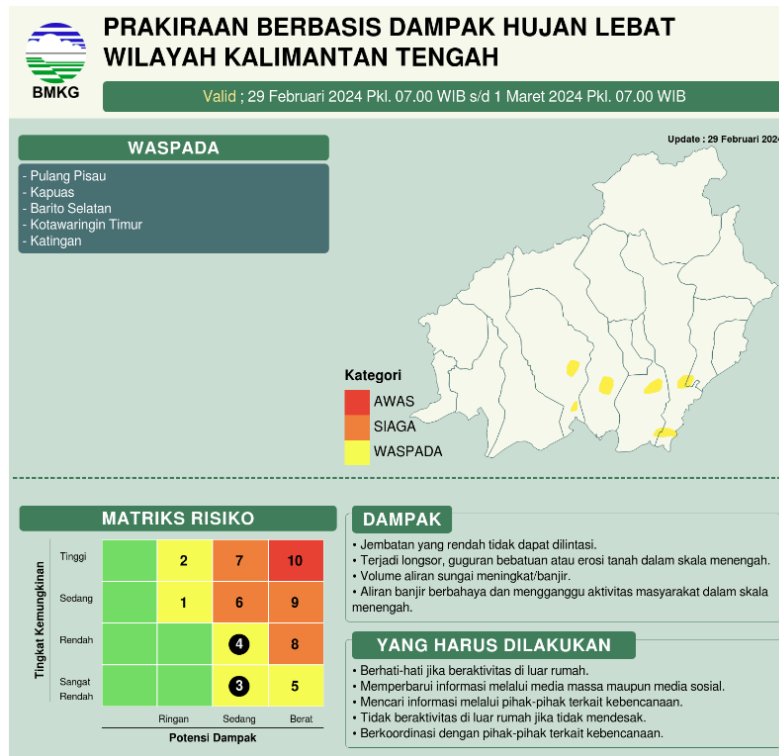 PRAKIRAAN BERBASIS DAMPAK HUJAN LEBAT
WILAYAH KALIMANTAN TENGAH
BMKG
Valid ; 29 Februari 2024 Pkl. 07.00 WIB s/d 1 Maret 2024 Pkl. 07.00 WIB
Update : 29 Februari 2024
WASPADA
- Pulang Pisau
- Kapuas
- Barito Selatan
- Kotawaringin Timur
- Katingan
Kategori
AWAS
SIAGA
WASPADA
MATRIKS RISIKO
Tingkat Kemungkinan
Tinggi 2 7 10
Sedang 1 6 9
Rendah 4 8
Sangat
Rendah 3 5
Ringan Sedang Berat
Potensi Dampak
DAMPAK
• Jembatan yang rendah tidak dapat dilintasi.
• Terjadi longsor, guguran bebatuan atau erosi tanah dalam skala menengah.
• Volume aliran sungai meningkat/banjir.
• Aliran banjir berbahaya dan mengganggu aktivitas masyarakat dalam skala
menengah.
YANG HARUS DILAKUKAN
• Berhati-hati jika beraktivitas di luar rumah.
• Memperbarui informasi melalui media massa maupun media sosial.
• Mencari informasi melalui pihak-pihak terkait kebencanaan.
• Tidak beraktivitas di luar rumah jika tidak mendesak.
• Berkoordinasi dengan pihak-pihak terkait kebencanaan.